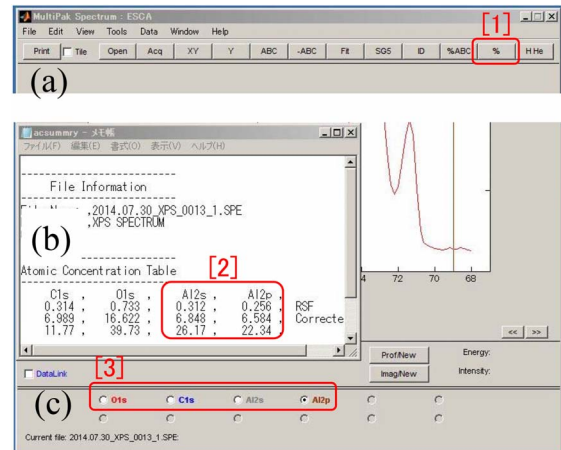 MultiPak Spectrum : ESCA
[1]
File Edit View Tools Data Window Help
Print Tile Open Acq XY Y ABC -ABC Fit SGS ID %ABC % H He
(a)
acsummry - メモ帳
ファイル(F) 編集(E) 書式(O) 表示(V) ヘルプ(H)
File Information
,2014.07.30_XPS_0013_1.SPE
,XPS SPECTRUM
(b)
[2]
Atomic Concentration Table
C1s , O1s , Al2s , Al2p ,
0.314 , 0.733 , 0.312 , 0.256 , RSF
6.989 , 16.622 , 6.848 , 6.584 , Correcte
11.77 , 39.73 , 26.17 , 22.34
4 72 70 68
<< >>
Prof/New Energy:
Imag/New Intensity:
DataLink
[3]
(c)
O1s C1s Al2s Al2p
Current file: 2014.07.30_XPS_0013_1.SPE: